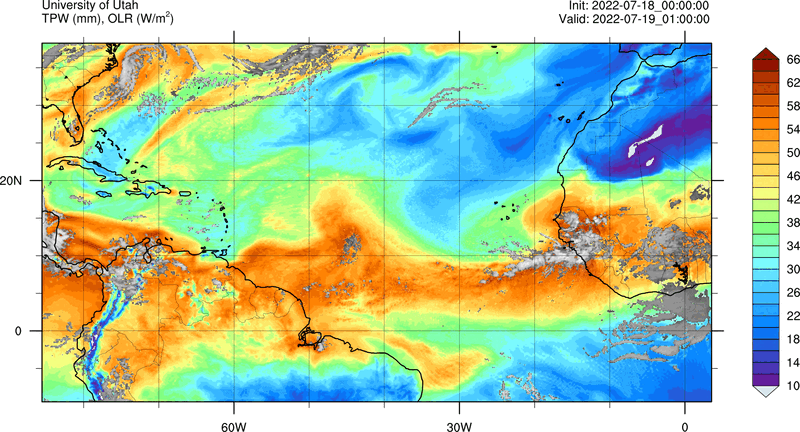 University of Utah
TPW (mm), OLR (W/m²)
Init: 2022-07-18_00:00:00
Valid: 2022-07-19_01:00:00
20N
0
60W
30W
0
66
62
58
54
50
46
42
38
34
30
26
22
18
14
10